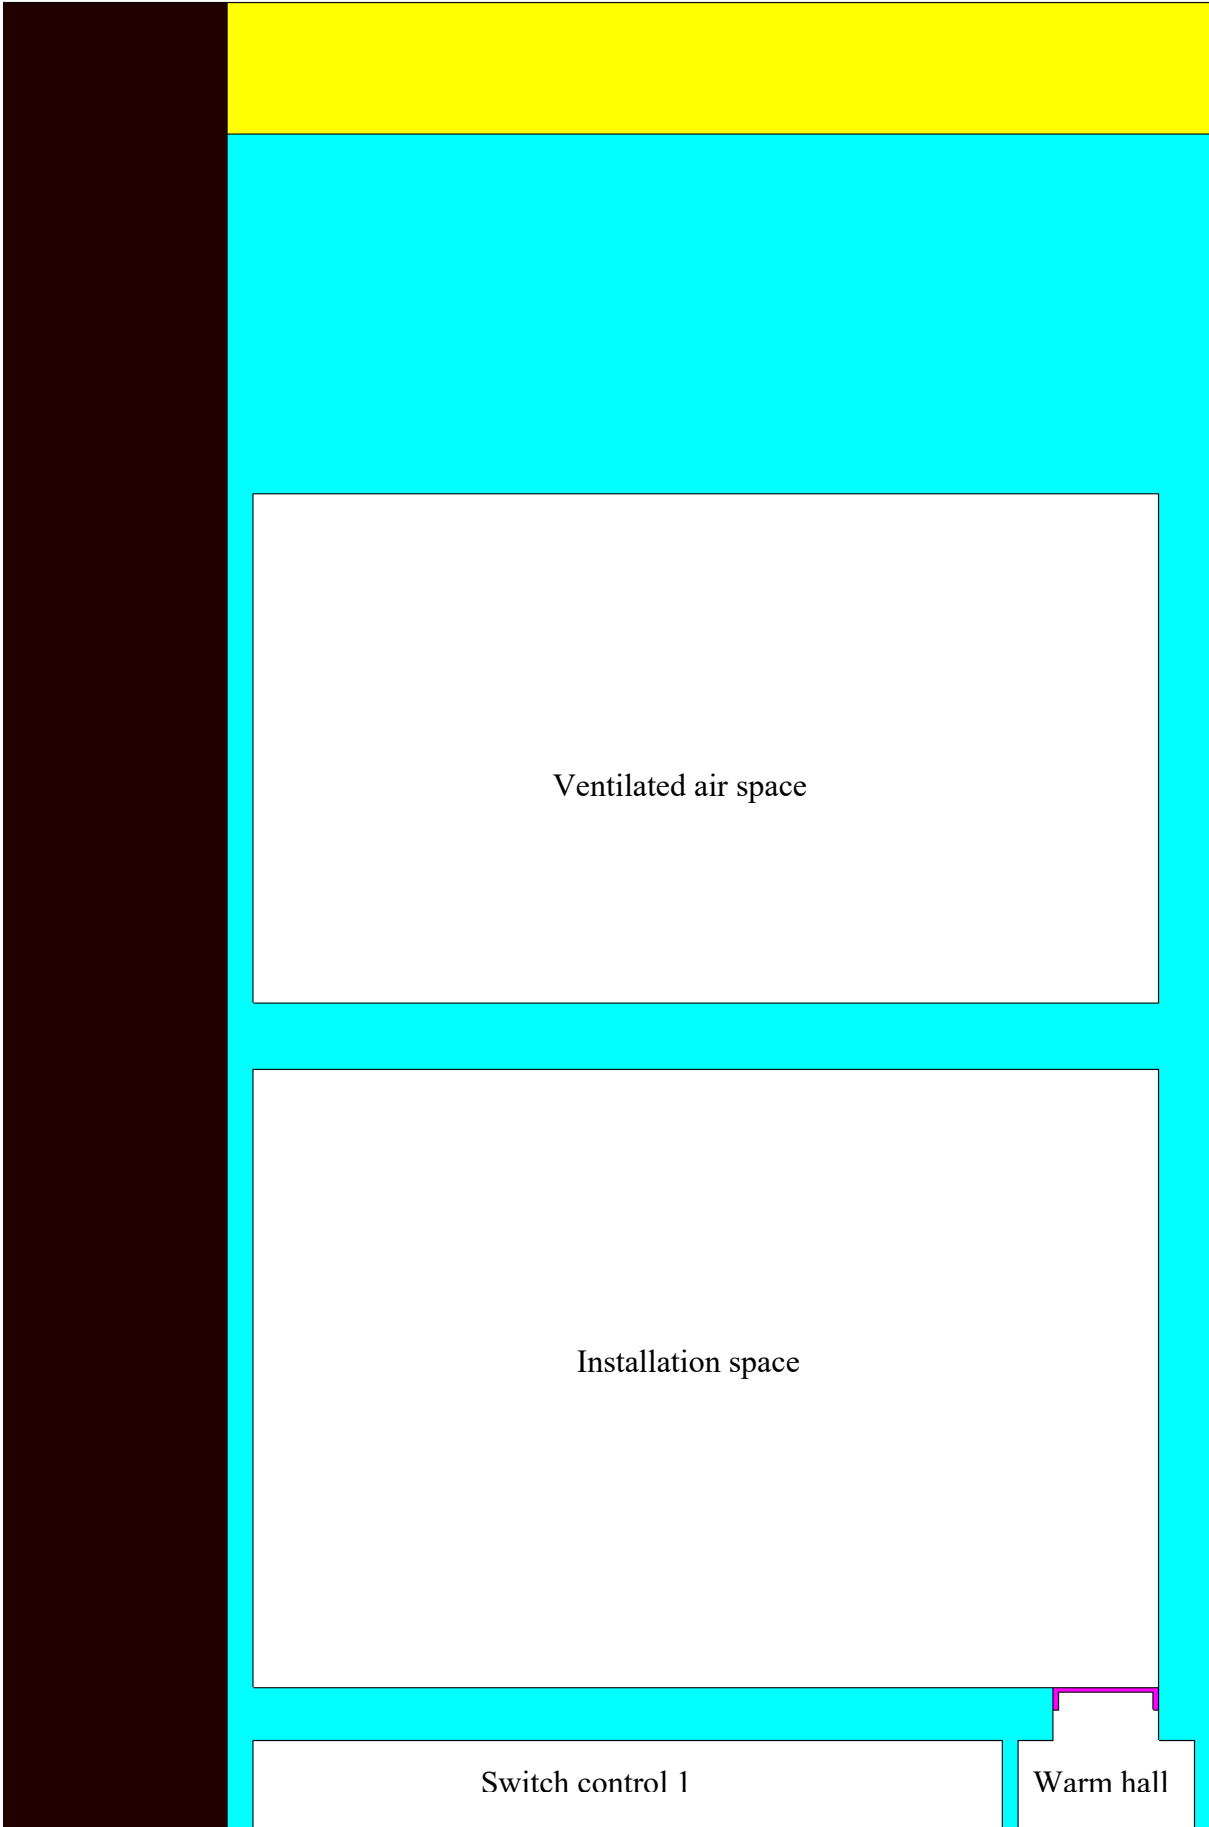 Ventilated air space
Installation space
Switch control 1
Warm hall